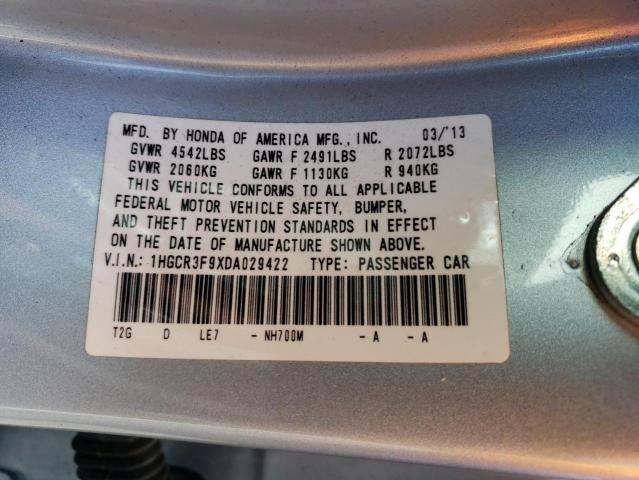 MFD. BY HONDA OF AMERICA MFG., INC. 03/'13
GVWR 4542LBS GAWR F 2491LBS R 2072LBS
GVWR 2060KG GAWR F 1130KG R 940KG
THIS VEHICLE CONFORMS TO ALL APPLICABLE
FEDERAL MOTOR VEHICLE SAFETY, BUMPER,
AND THEFT PREVENTION STANDARDS IN EFFECT
ON THE DATE OF MANUFACTURE SHOWN ABOVE.
V.I.N.: 1HGCR3F9XDA029422 TYPE: PASSENGER CAR
T2G D LE7 - NH700M - A - A